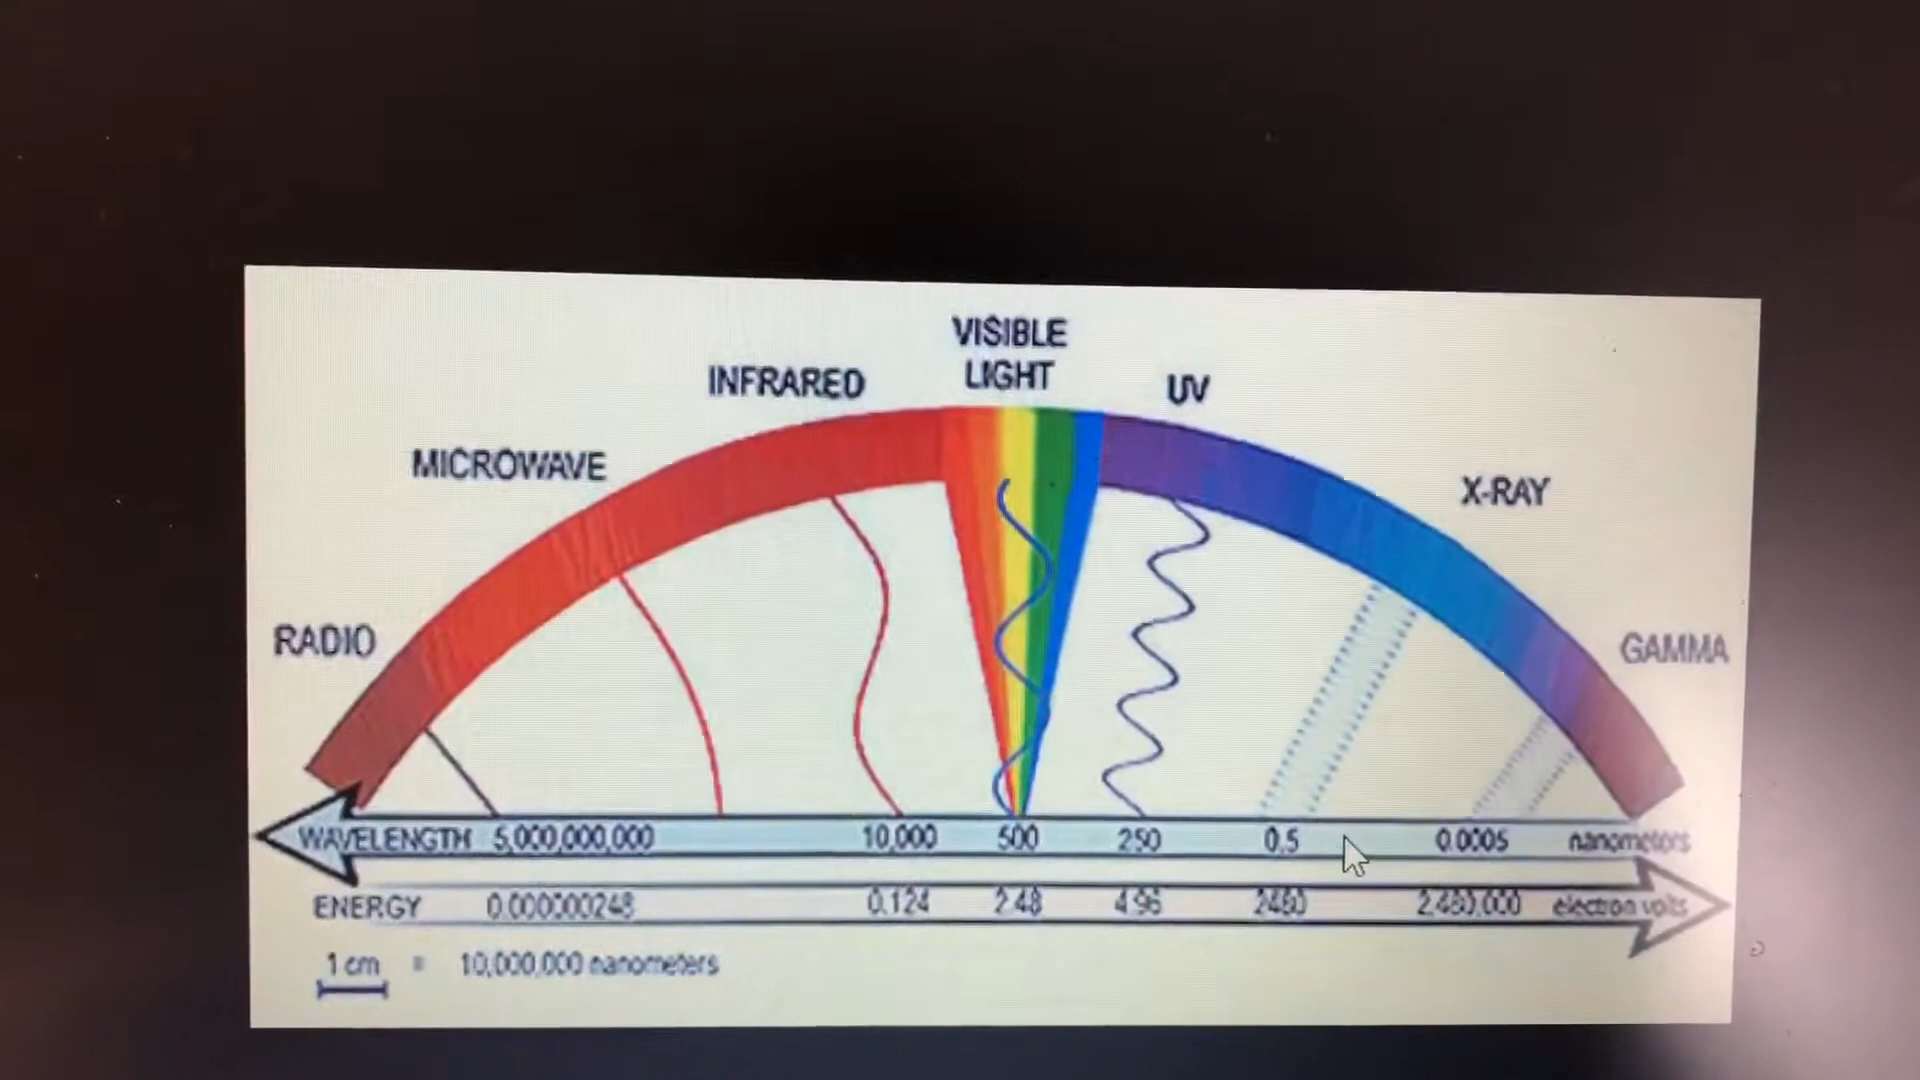 VISIBLE
LIGHT
INFRARED
UV
MICROWAVE
X-RAY
RADIO
GAMMA
WAVELENGTH 5,000,000,000 10,000 500 250 0.5 0.0005 nanometers
ENERGY 0.000000248 0.124 2.48 4.96 2480 2,480,000 electron volts
1 cm = 10,000,000 nanometers